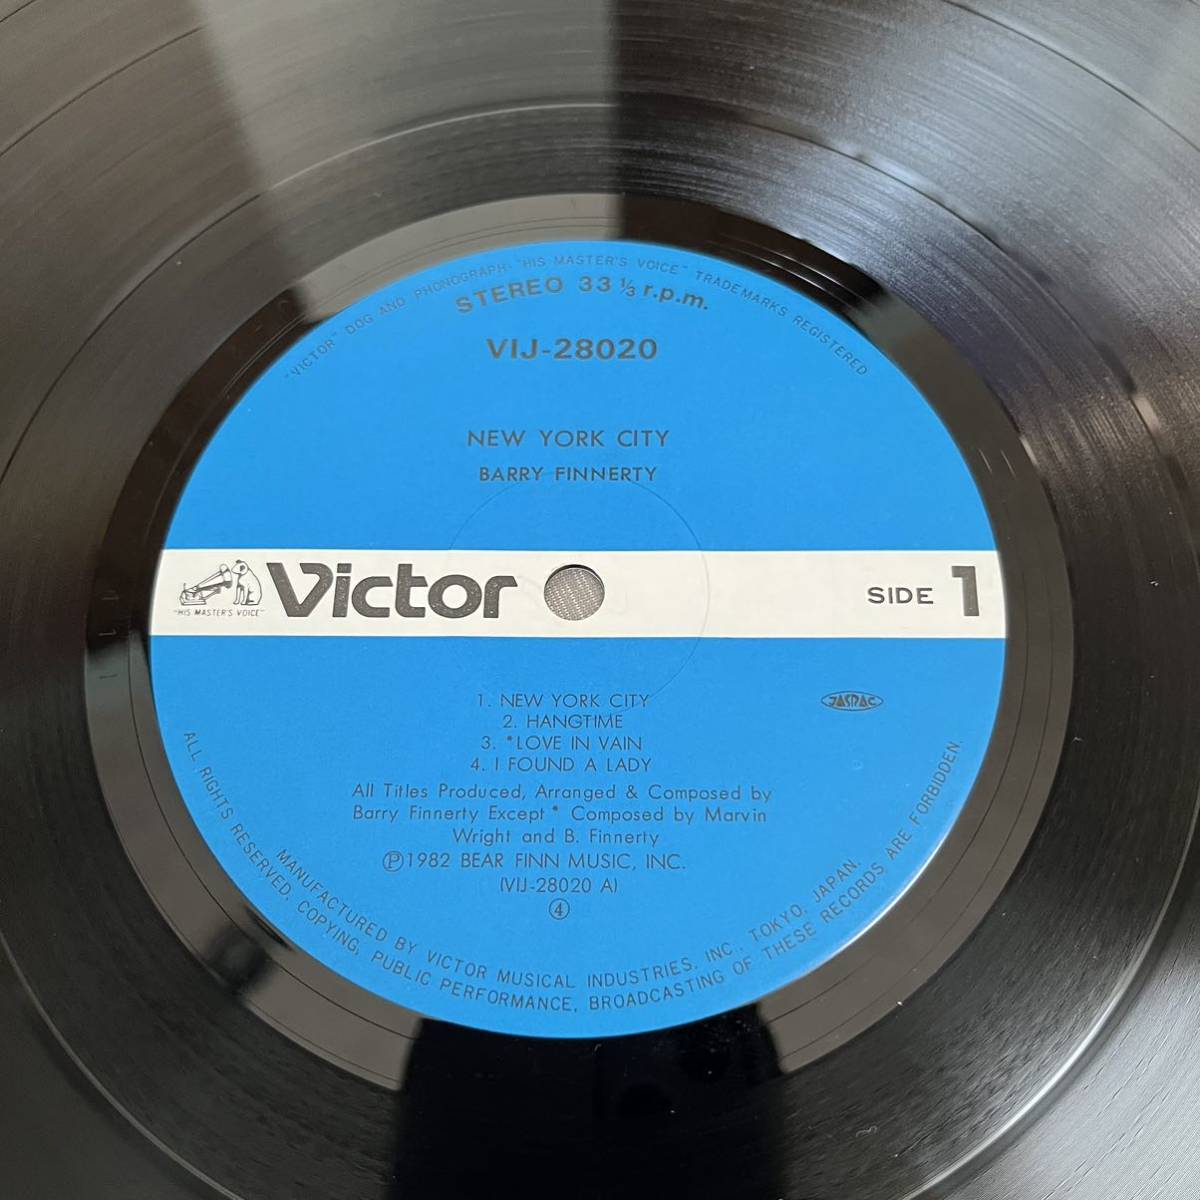 "VICTOR" DOG AND PHONOGRAPH-"HIS MASTER'S VOICE" TRADEMARKS REGISTERED
STEREO 33 ⅓ r.p.m.
VIJ-28020
NEW YORK CITY
BARRY FINNERTY
"HIS MASTER'S VOICE"
Victor
SIDE 1
1. NEW YORK CITY
2. HANGTIME
3. *LOVE IN VAIN
4. I FOUND A LADY
JASRAC
All Titles Produced, Arranged & Composed by
Barry Finnerty Except * Composed by Marvin
Wright and B. Finnerty
Ⓟ1982 BEAR FINN MUSIC, INC.
(VIJ-28020 A)
④
MANUFACTURED BY VICTOR MUSICAL INDUSTRIES, INC., TOKYO, JAPAN.
ALL RIGHTS RESERVED, COPYING, PUBLIC PERFORMANCE, BROADCASTING OF THESE RECORDS ARE FORBIDDEN.